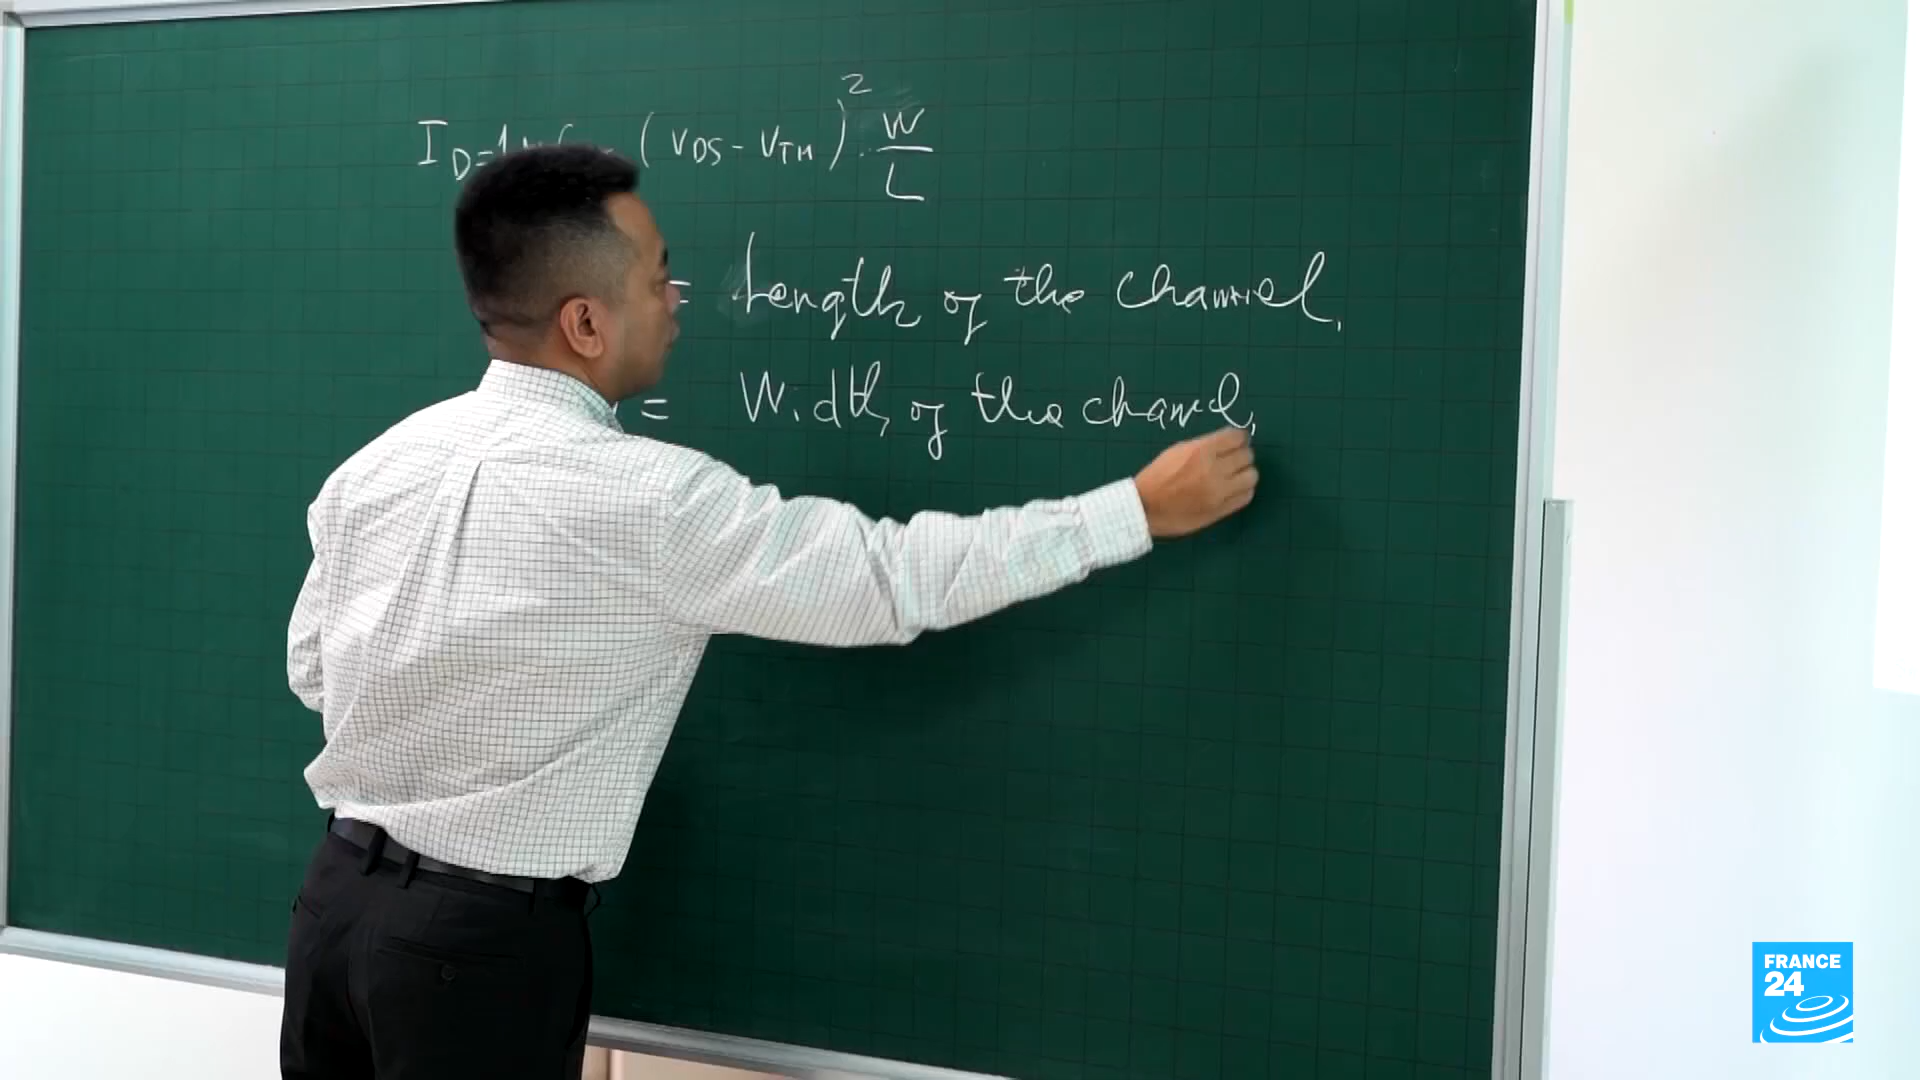 I_D=1 (V_DS - V_TH)^2 · W/L
= Length of the channel,
= Width of the channel,
FRANCE
24